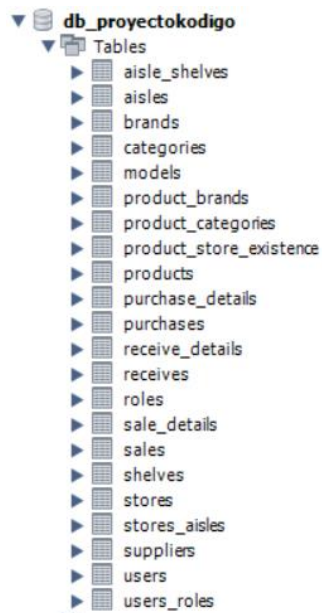 db_proyectokodigo
Tables
aisle_shelves
aisles
brands
categories
models
product_brands
product_categories
product_store_existence
products
purchase_details
purchases
receive_details
receives
roles
sale_details
sales
shelves
stores
stores_aisles
suppliers
users
users_roles